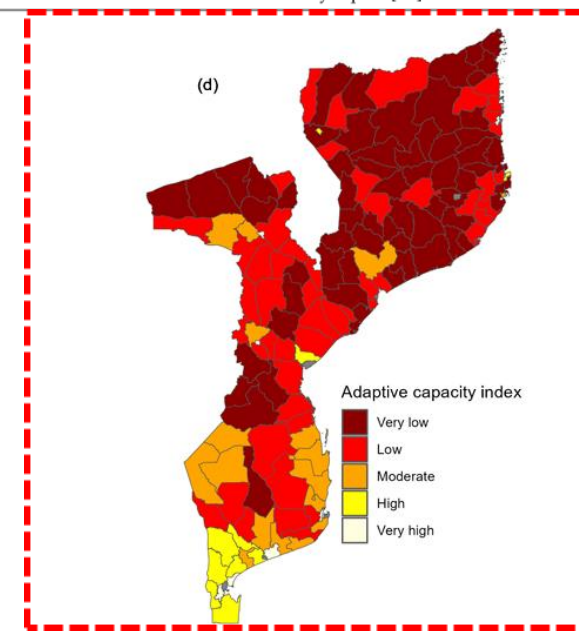 (d)
Adaptive capacity index
Very low
Low
Moderate
High
Very high